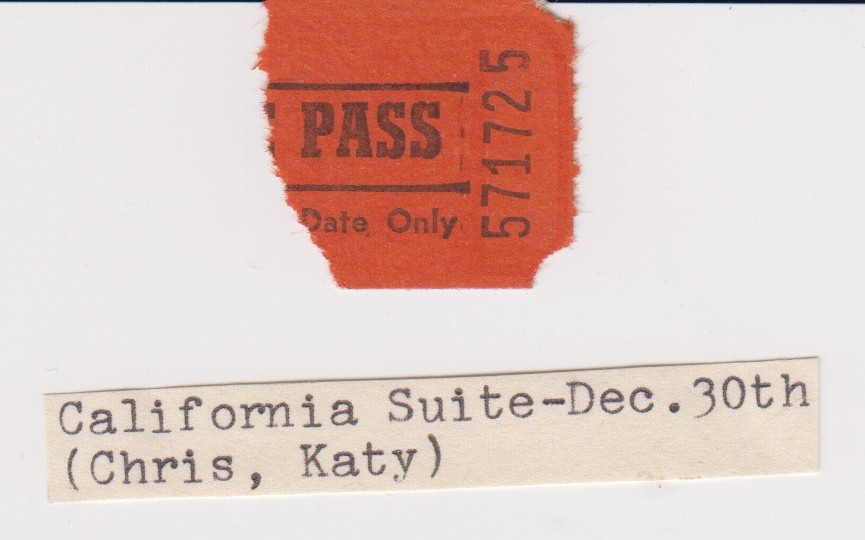 PASS
Date Only
571725
California Suite-Dec.30th
(Chris, Katy)